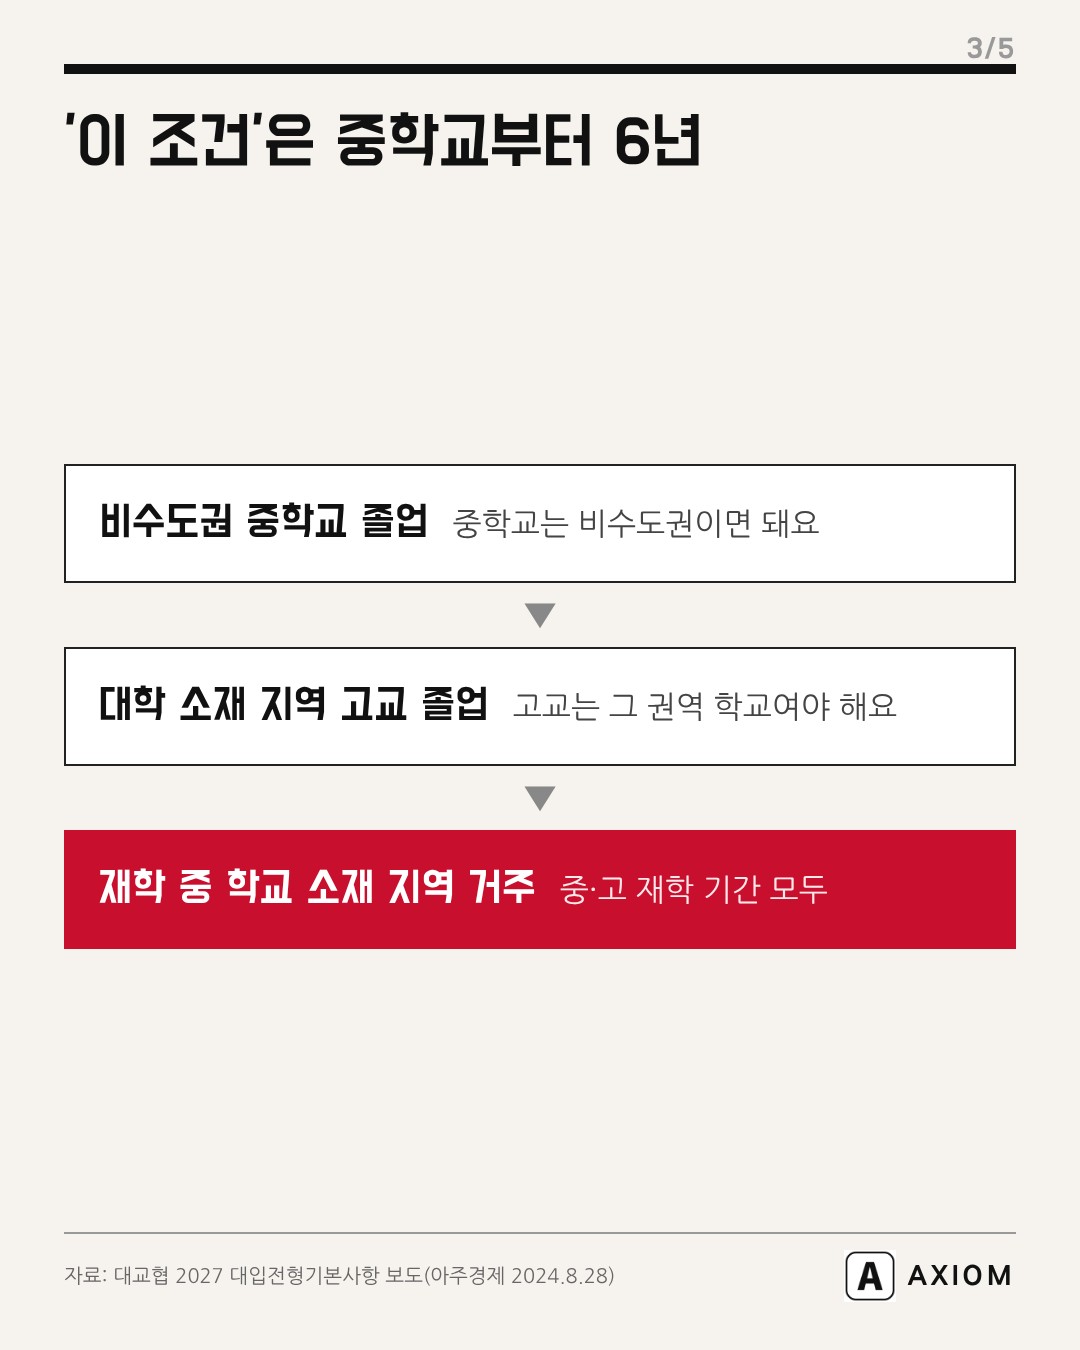 3/5
'이 조건'은 중학교부터 6년
비수도권 중학교 졸업 중학교는 비수도권이면 돼요
대학 소재 지역 고교 졸업 고교는 그 권역 학교여야 해요
재학 중 학교 소재 지역 거주 중·고 재학 기간 모두
자료: 대교협 2027 대입전형기본사항 보도(아주경제 2024.8.28)
A AXIOM